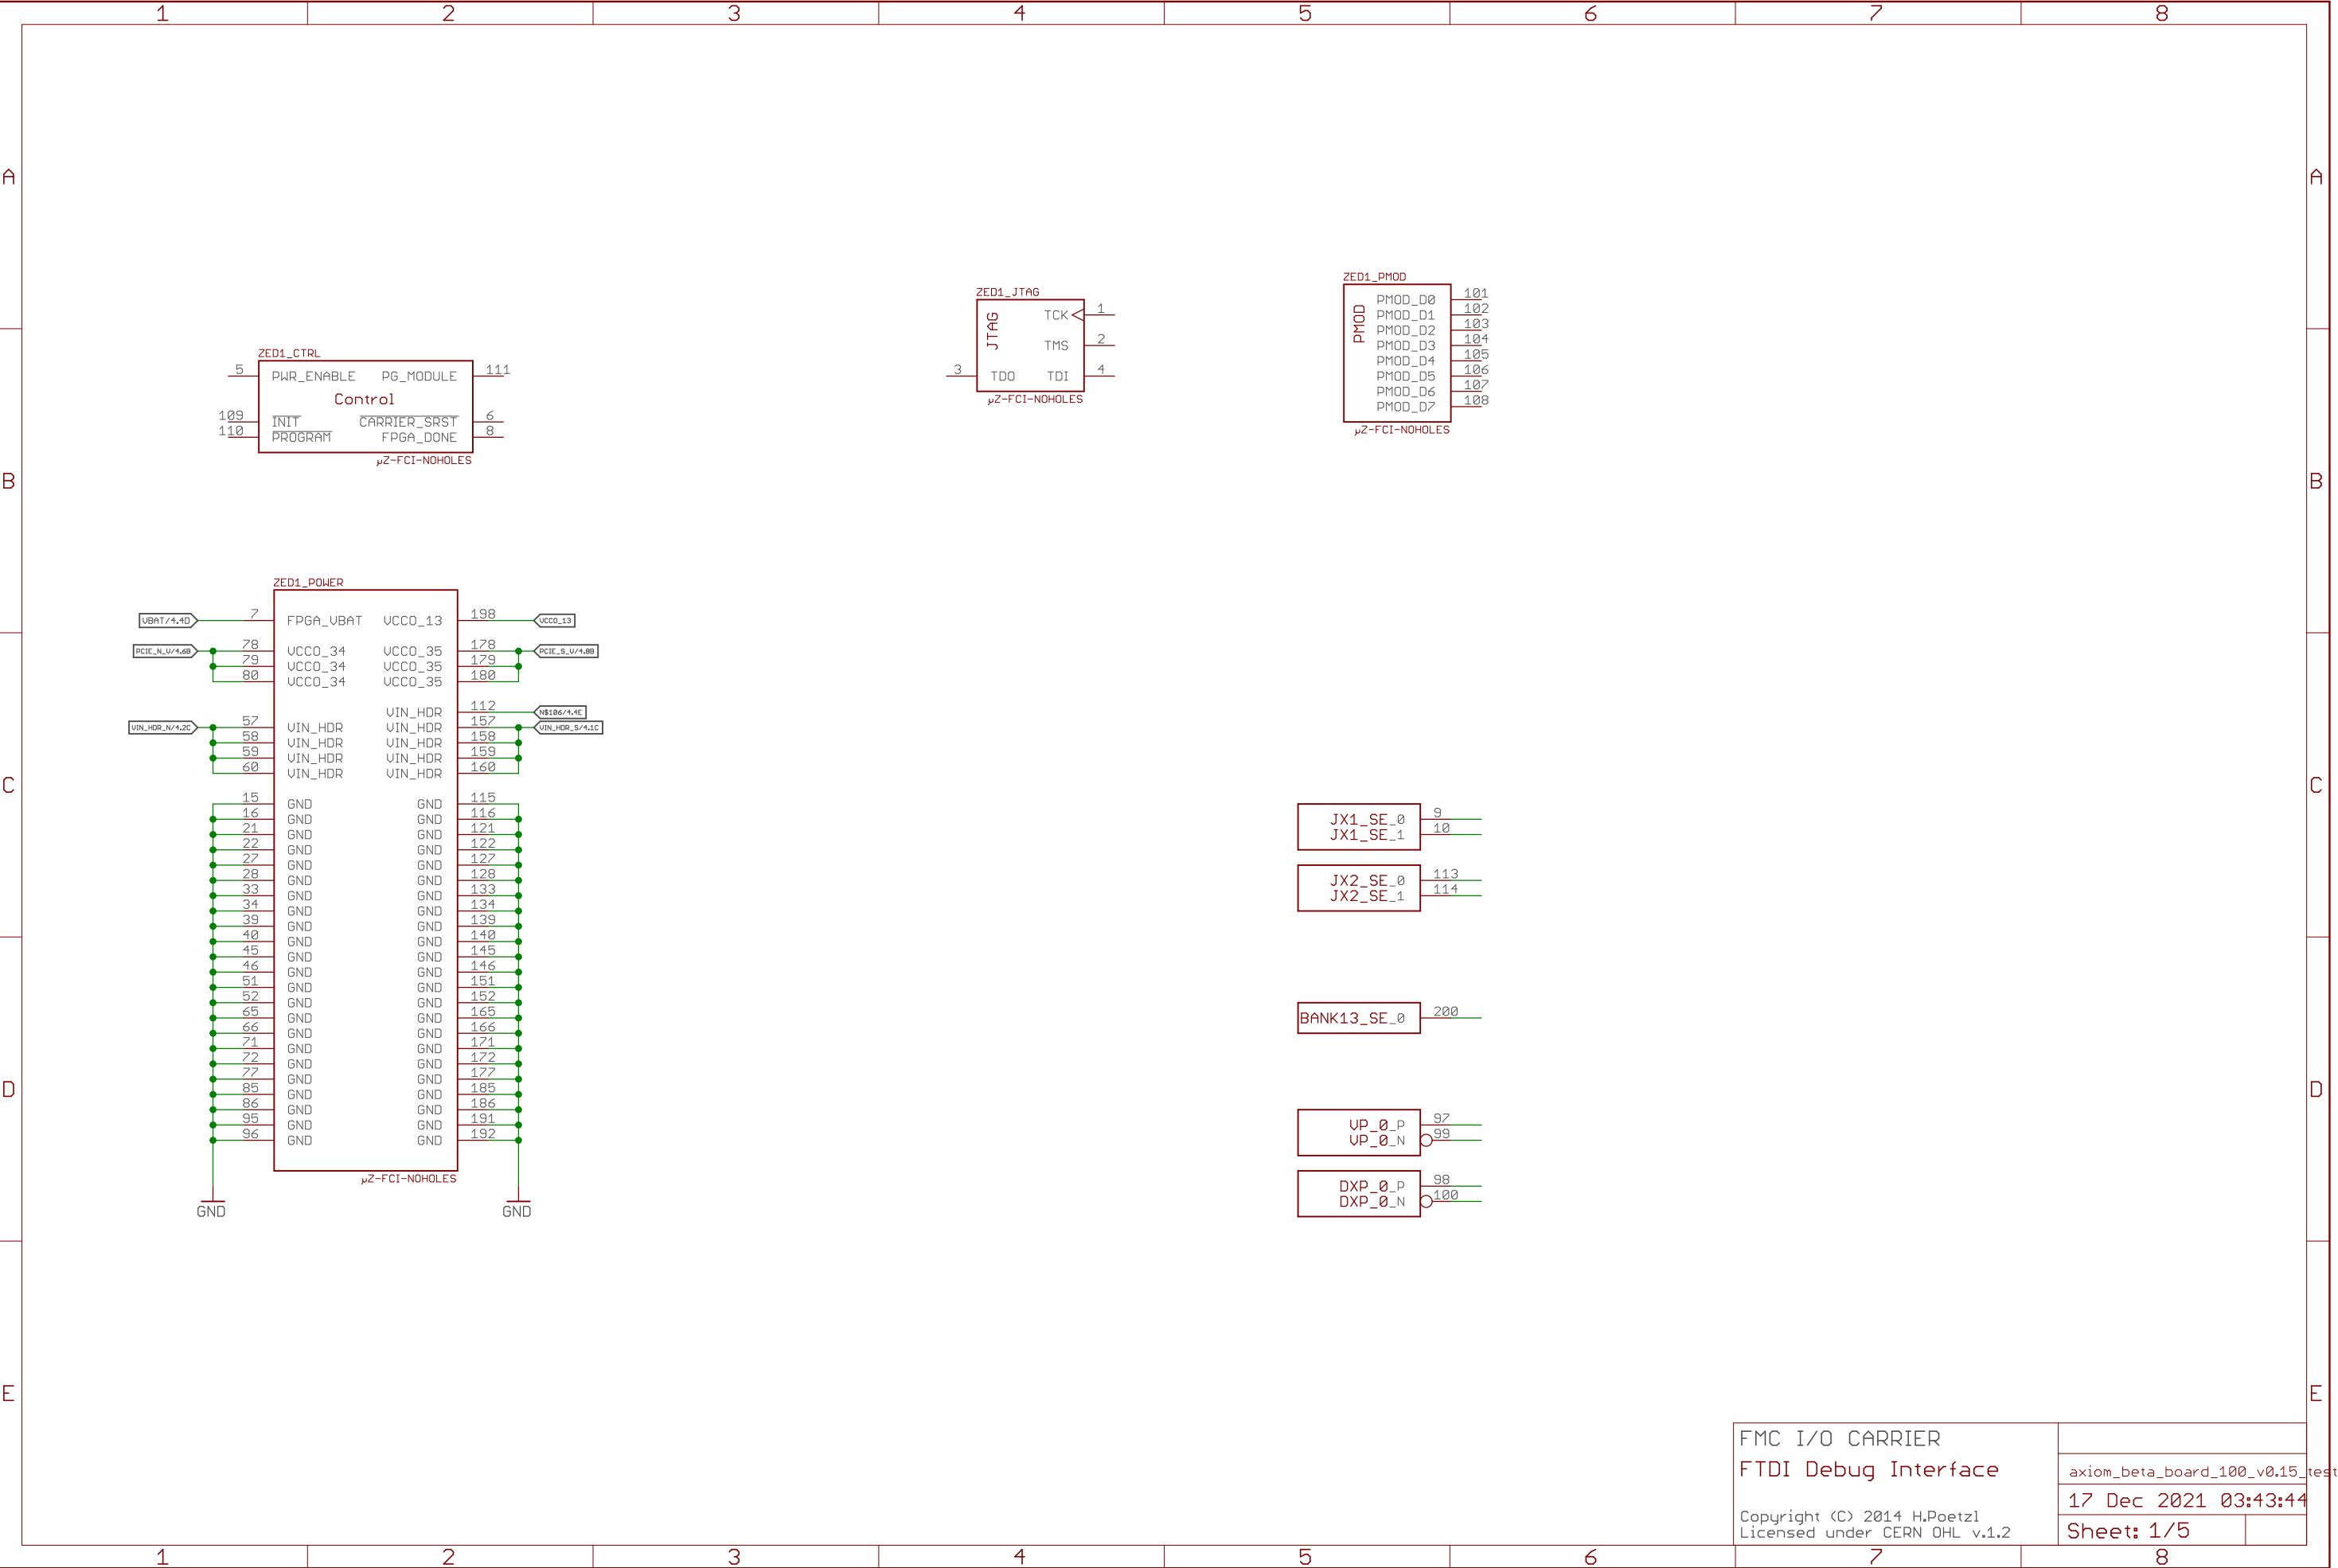 1 2 3 4 5 6 7 8
A A
ZED1_PMOD
PMOD
PMOD_D0 101
PMOD_D1 102
PMOD_D2 103
PMOD_D3 104
PMOD_D4 105
PMOD_D5 106
PMOD_D6 107
PMOD_D7 108
µZ-FCI-NOHOLES
ZED1_JTAG
JTAG
TCK 1
TMS 2
3 TDO TDI 4
µZ-FCI-NOHOLES
ZED1_CTRL
5 PWR_ENABLE PG_MODULE 111
Control
109 INIT CARRIER_SRST 6
110 PROGRAM FPGA_DONE 8
µZ-FCI-NOHOLES
B B
ZED1_POWER
VBAT/4.4D 7 FPGA_VBAT VCCO_13 198 VCCO_13
PCIE_N_V/4.6B 78 VCCO_34 VCCO_35 178 PCIE_S_V/4.8B
79 VCCO_34 VCCO_35 179
80 VCCO_34 VCCO_35 180
VIN_HDR 112 N$106/4.4E
VIN_HDR_N/4.2C 57 VIN_HDR VIN_HDR 157 VIN_HDR_S/4.1C
58 VIN_HDR VIN_HDR 158
59 VIN_HDR VIN_HDR 159
60 VIN_HDR VIN_HDR 160
C C
15 GND GND 115
16 GND GND 116
21 GND GND 121
22 GND GND 122
27 GND GND 127
28 GND GND 128
33 GND GND 133
34 GND GND 134
39 GND GND 139
40 GND GND 140
45 GND GND 145
46 GND GND 146
51 GND GND 151
52 GND GND 152
65 GND GND 165
66 GND GND 166
71 GND GND 171
72 GND GND 172
77 GND GND 177
85 GND GND 185
86 GND GND 186
95 GND GND 191
96 GND GND 192
µZ-FCI-NOHOLES
GND GND
JX1_SE_0 9
JX1_SE_1 10
JX2_SE_0 113
JX2_SE_1 114
BANK13_SE_0 200
D D
VP_0_P 97
VP_0_N 99
DXP_0_P 98
DXP_0_N 100
E E
FMC I/O CARRIER
FTDI Debug Interface
Copyright (C) 2014 H.Poetzl
Licensed under CERN OHL v.1.2
axiom_beta_board_100_v0.15_test
17 Dec 2021 03:43:44
Sheet: 1/5
1 2 3 4 5 6 7 8